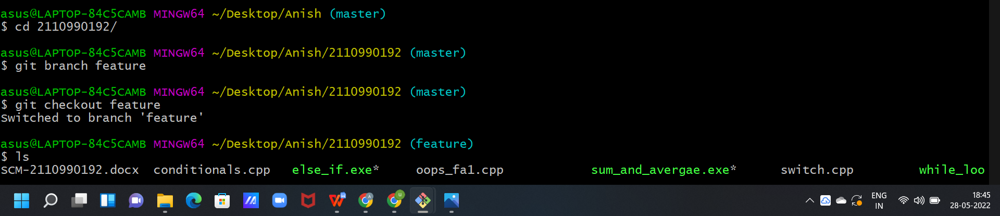 asus@LAPTOP-84C5CAMB MINGW64 ~/Desktop/Anish (master)
$ cd 2110990192/
asus@LAPTOP-84C5CAMB MINGW64 ~/Desktop/Anish/2110990192 (master)
$ git branch feature
asus@LAPTOP-84C5CAMB MINGW64 ~/Desktop/Anish/2110990192 (master)
$ git checkout feature
Switched to branch 'feature'
asus@LAPTOP-84C5CAMB MINGW64 ~/Desktop/Anish/2110990192 (feature)
$ ls
SCM-2110990192.docx conditionals.cpp else_if.exe* oops_fa1.cpp sum_and_avergae.exe* switch.cpp while_loo
A u
ENG 18:45
IN 28-05-2022